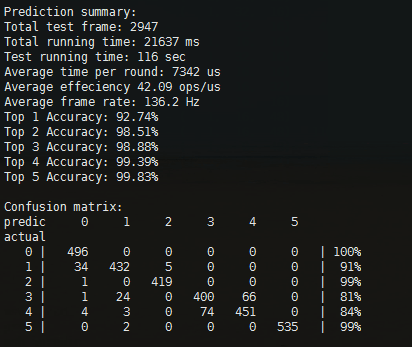 Prediction summary:
Total test frame: 2947
Total running time: 21637 ms
Test running time: 116 sec
Average time per round: 7342 us
Average effeciency 42.09 ops/us
Average frame rate: 136.2 Hz
Top 1 Accuracy: 92.74%
Top 2 Accuracy: 98.51%
Top 3 Accuracy: 98.88%
Top 4 Accuracy: 99.39%
Top 5 Accuracy: 99.83%
Confusion matrix:
predic 0 1 2 3 4 5
actual
0 | 496 0 0 0 0 0 | 100%
1 | 34 432 5 0 0 0 | 91%
2 | 1 0 419 0 0 0 | 99%
3 | 1 24 0 400 66 0 | 81%
4 | 4 3 0 74 451 0 | 84%
5 | 0 2 0 0 0 535 | 99%